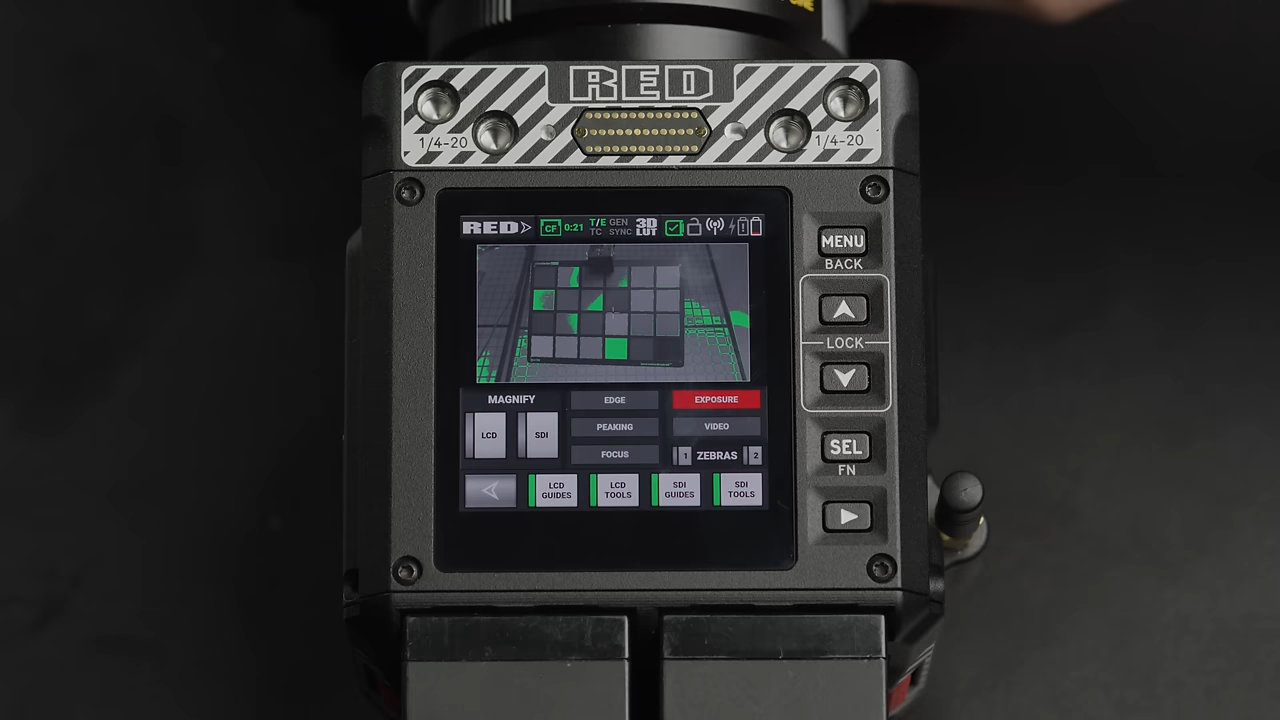 RED
1/4-20
1/4-20
RED
CF
0:21
T/E
TC
GEN
SYNC
3D
LUT
MENU
BACK
LOCK
SEL
FN
MAGNIFY
LCD
SDI
EDGE
PEAKING
FOCUS
EXPOSURE
VIDEO
1 ZEBRAS 2
LCD
GUIDES
LCD
TOOLS
SDI
GUIDES
SDI
TOOLS